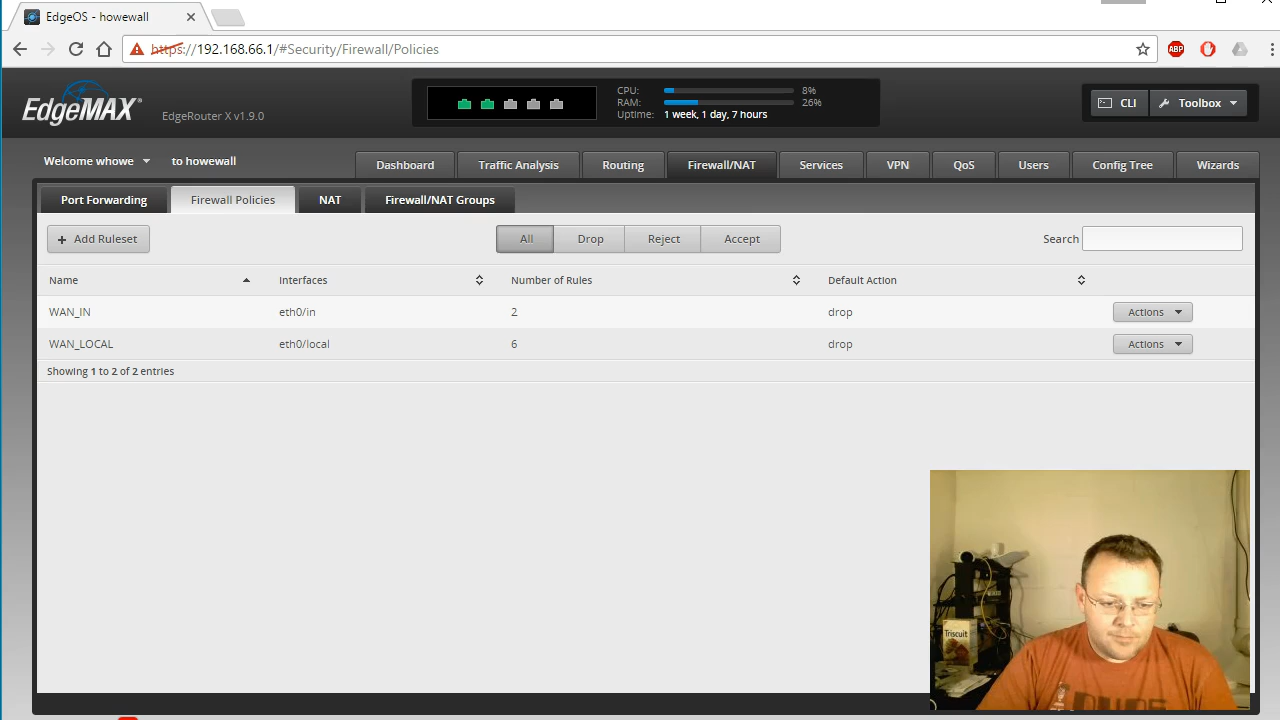 EdgeOS - howewall
https://192.168.66.1/#Security/Firewall/Policies
ABP
EdgeMAX®
EdgeRouter X v1.9.0
CPU: 8%
RAM: 26%
Uptime: 1 week, 1 day, 7 hours
CLI
Toolbox
Welcome whowe
to howewall
Dashboard
Traffic Analysis
Routing
Firewall/NAT
Services
VPN
QoS
Users
Config Tree
Wizards
Port Forwarding
Firewall Policies
NAT
Firewall/NAT Groups
+ Add Ruleset
All
Drop
Reject
Accept
Search
Name Interfaces Number of Rules Default Action
WAN_IN eth0/in 2 drop Actions
WAN_LOCAL eth0/local 6 drop Actions
Showing 1 to 2 of 2 entries
Triscuit